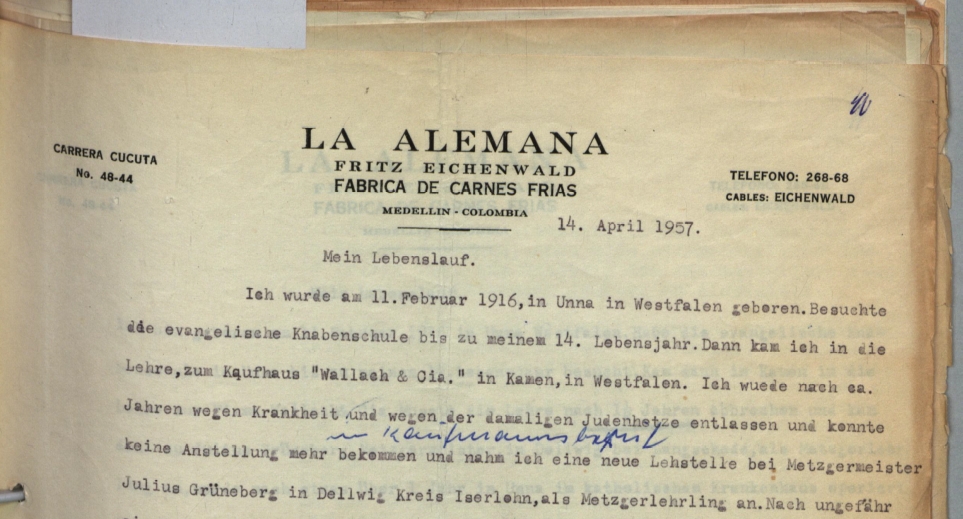 CARRERA CUCUTA
No. 48-44
LA ALEMANA
FRITZ EICHENWALD
FABRICA DE CARNES FRIAS
MEDELLIN - COLOMBIA
TELEFONO: 268-68
CABLES: EICHENWALD
14. April 1957.
Mein Lebenslauf.
Ich wurde am 11.Februar 1916,in Unna in Westfalen geboren.Besuchte
die evangelische Knabenschule bis zu meinem 14. Lebensjahr.Dann kam ich in die
Lehre,zum Kaufhaus "Wallach & Cia." in Kamen,in Westfalen. Ich wuede nach ca.
Jahren wegen Krankheit und wegen der damaligen Judenhetze entlassen und konnte
im Kaufmannsberuf
keine Anstellung mehr bekommen und nahm ich eine neue Lehstelle bei Metzgermeister
Julius Grüneberg in Dellwig Kreis Iserlohn,als Metzgerlehrling an.Nach ungefähr